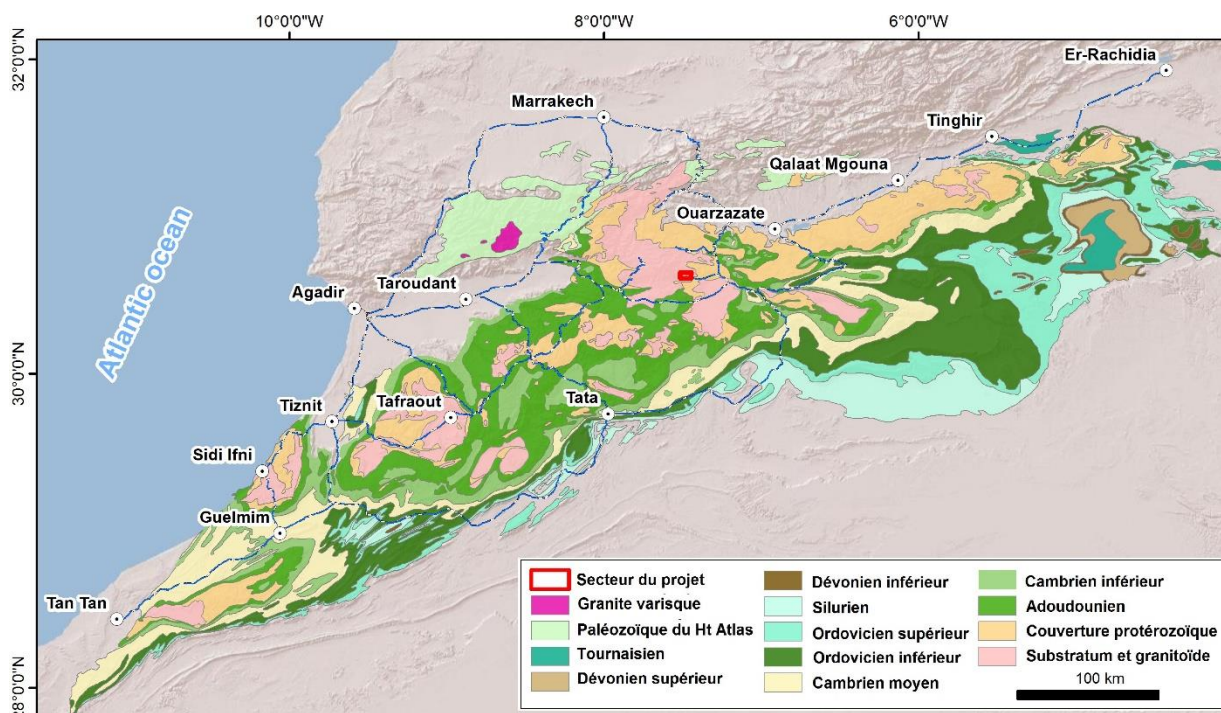 10°0'0"W
8°0'0"W
6°0'0"W
32°0'0"N
30°0'0"N
28°0'0"N
Er-Rachidia
Marrakech
Tinghir
Qalaat Mgouna
Ouarzazate
Atlantic Ocean
Taroudant
Agadir
Tiznit
Tafraout
Tata
Sidi Ifni
Guelmim
Tan Tan
Secteur du projet
Granite varisque
Paléozoïque du Ht Atlas
Tournaisien
Dévonien supérieur
Dévonien inférieur
Silurien
Ordovicien supérieur
Ordovicien inférieur
Cambrien moyen
Cambrien inférieur
Adoudounien
Couverture protérozoïque
Substratum et granitoïde
100 km